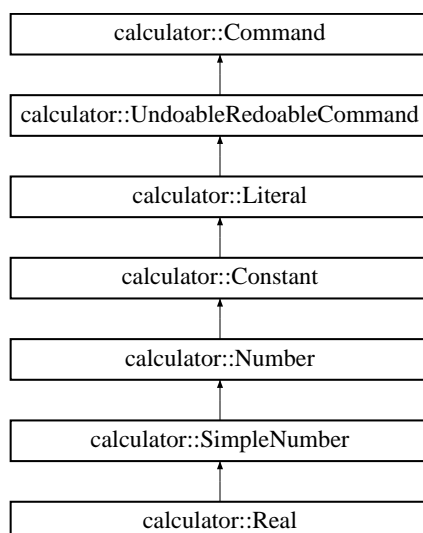 calculator::Command
calculator::UndoableRedoableCommand
calculator::Literal
calculator::Constant
calculator::Number
calculator::SimpleNumber
calculator::Real